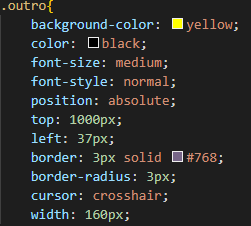 .outro{
background-color: yellow;
color: black;
font-size: medium;
font-style: normal;
position: absolute;
top: 1000px;
left: 37px;
border: 3px solid #768;
border-radius: 3px;
cursor: crosshair;
width: 160px;